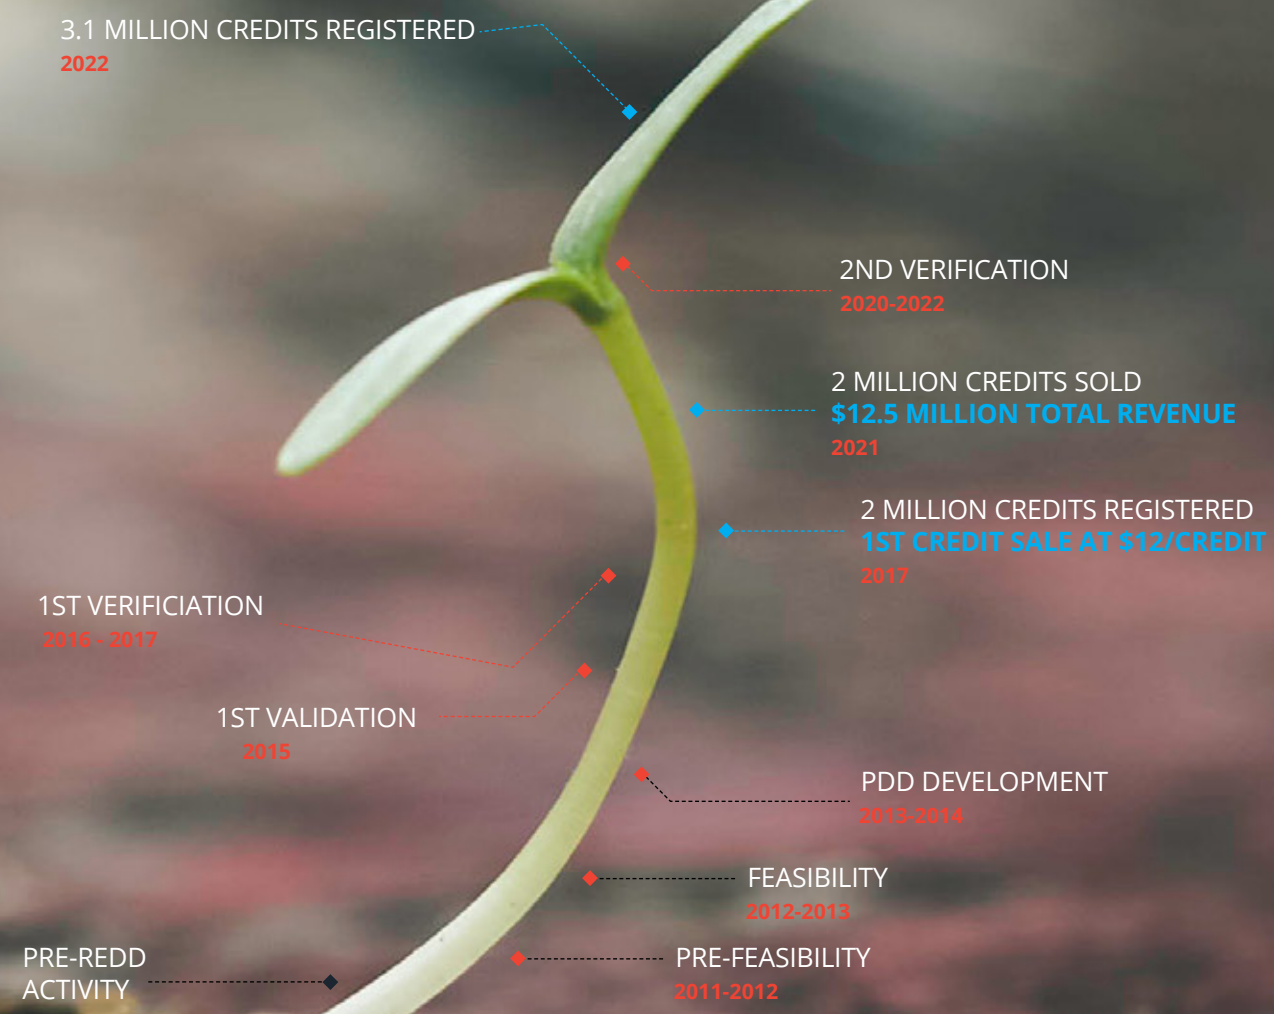 3.1 MILLION CREDITS REGISTERED
2022
2ND VERIFICATION
2020-2022
2 MILLION CREDITS SOLD
$12.5 MILLION TOTAL REVENUE
2021
2 MILLION CREDITS REGISTERED
1ST CREDIT SALE AT $12/CREDIT
2017
1ST VERIFICIATION
2016 - 2017
1ST VALIDATION
2015
PDD DEVELOPMENT
2013-2014
FEASIBILITY
2012-2013
PRE-REDD
ACTIVITY
PRE-FEASIBILITY
2011-2012